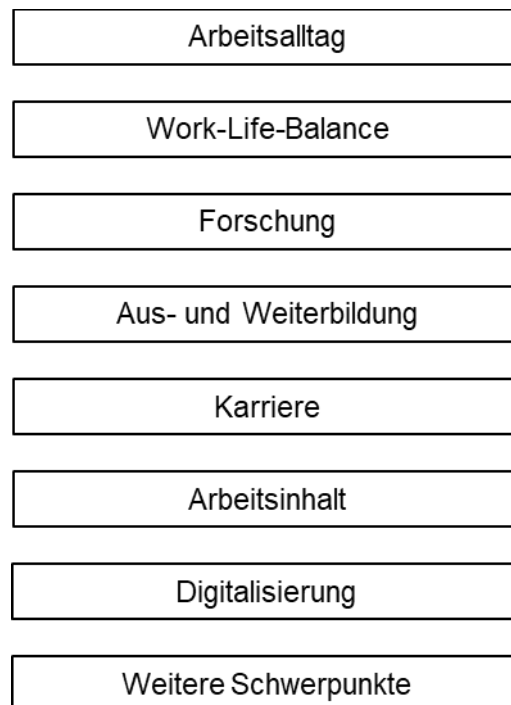 Arbeitsalltag
Work-Life-Balance
Forschung
Aus- und Weiterbildung
Karriere
Arbeitsinhalt
Digitalisierung
Weitere Schwerpunkte